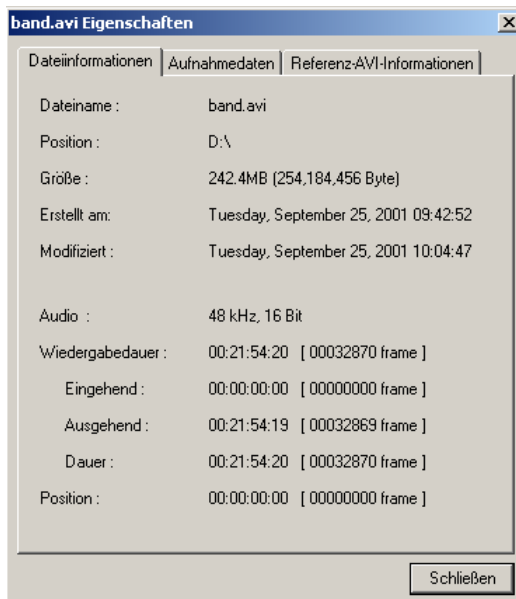 band.avi Eigenschaften
Dateiinformationen Aufnahmedaten Referenz-AVI-Informationen
Dateiname : band.avi
Position : D:\
Größe : 242.4MB (254,184,456 Byte)
Erstellt am: Tuesday, September 25, 2001 09:42:52
Modifiziert : Tuesday, September 25, 2001 10:04:47
Audio : 48 kHz, 16 Bit
Wiedergabedauer : 00:21:54:20 [ 00032870 frame ]
Eingehend : 00:00:00:00 [ 00000000 frame ]
Ausgehend : 00:21:54:19 [ 00032869 frame ]
Dauer : 00:21:54:20 [ 00032870 frame ]
Position : 00:00:00:00 [ 00000000 frame ]
Schließen